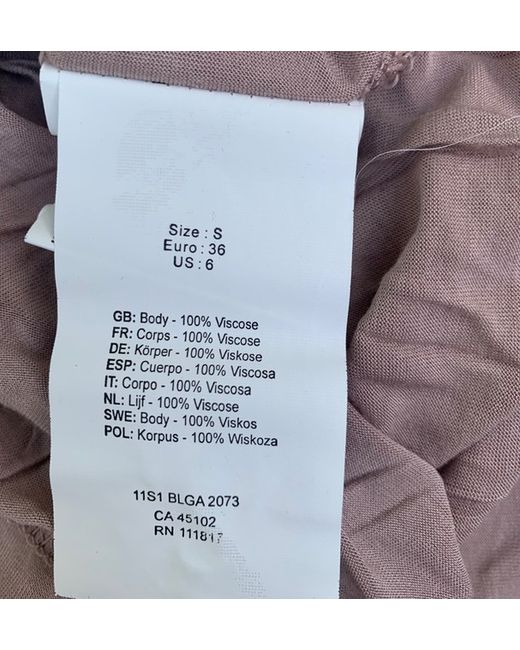 Size : S
Euro : 36
US : 6
GB: Body - 100% Viscose
FR: Corps - 100% Viscose
DE: Körper - 100% Viskose
ESP: Cuerpo - 100% Viscosa
IT: Corpo - 100% Viscosa
NL: Lijf - 100% Viscose
SWE: Body - 100% Viskos
POL: Korpus - 100% Wiskoza
11S1 BLGA 2073
CA 45102
RN 111817